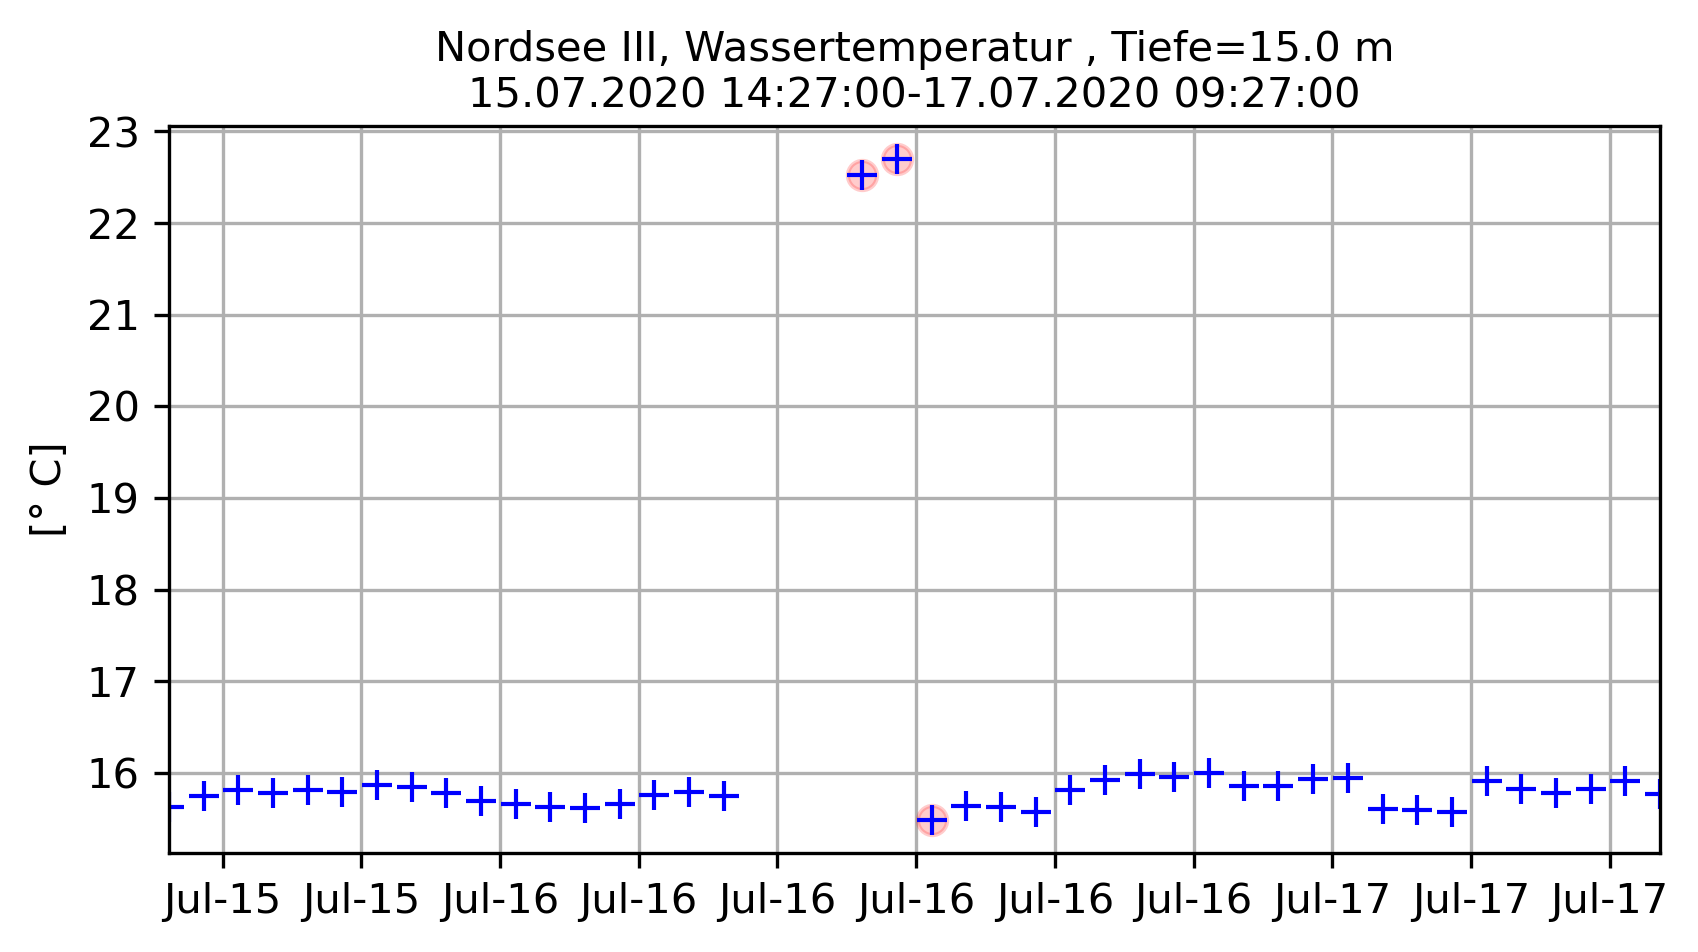 Nordsee III, Wassertemperatur , Tiefe=15.0 m
15.07.2020 14:27:00-17.07.2020 09:27:00
[° C]
23
22
21
20
19
18
17
16
Jul-15 Jul-15 Jul-16 Jul-16 Jul-16 Jul-16 Jul-16 Jul-16 Jul-17 Jul-17 Jul-17